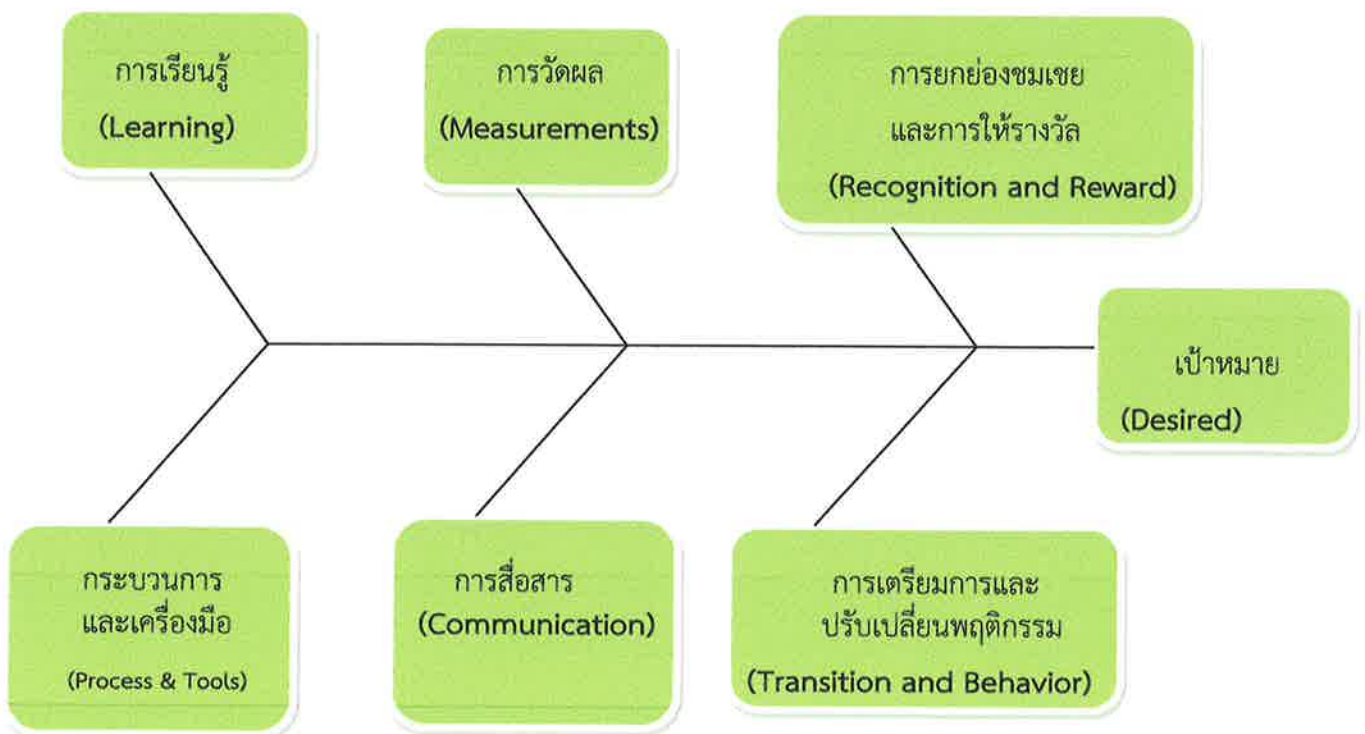 การเรียนรู้
(Learning)
การวัดผล
(Measurements)
การยกย่องชมเชย
และการให้รางวัล
(Recognition and Reward)
เป้าหมาย
(Desired)
กระบวนการ
และเครื่องมือ
(Process & Tools)
การสื่อสาร
(Communication)
การเตรียมการและ
ปรับเปลี่ยนพฤติกรรม
(Transition and Behavior)